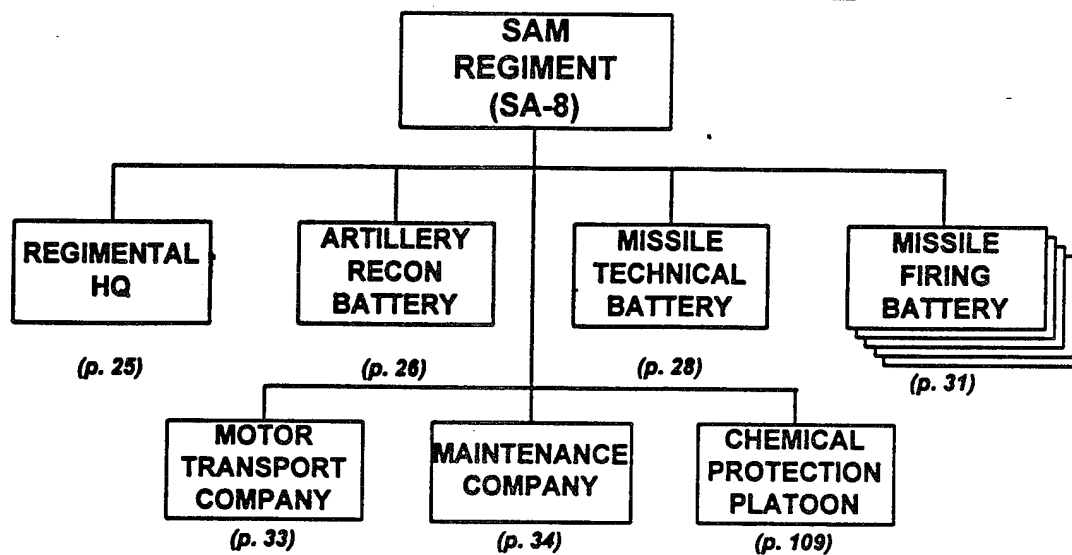 SAM
REGIMENT
(SA-8)
REGIMENTAL
HQ
(p. 25)
ARTILLERY
RECON
BATTERY
(p. 26)
MISSILE
TECHNICAL
BATTERY
(p. 28)
MISSILE
FIRING
BATTERY
(p. 31)
MOTOR
TRANSPORT
COMPANY
(p. 33)
MAINTENANCE
COMPANY
(p. 34)
CHEMICAL
PROTECTION
PLATOON
(p. 109)